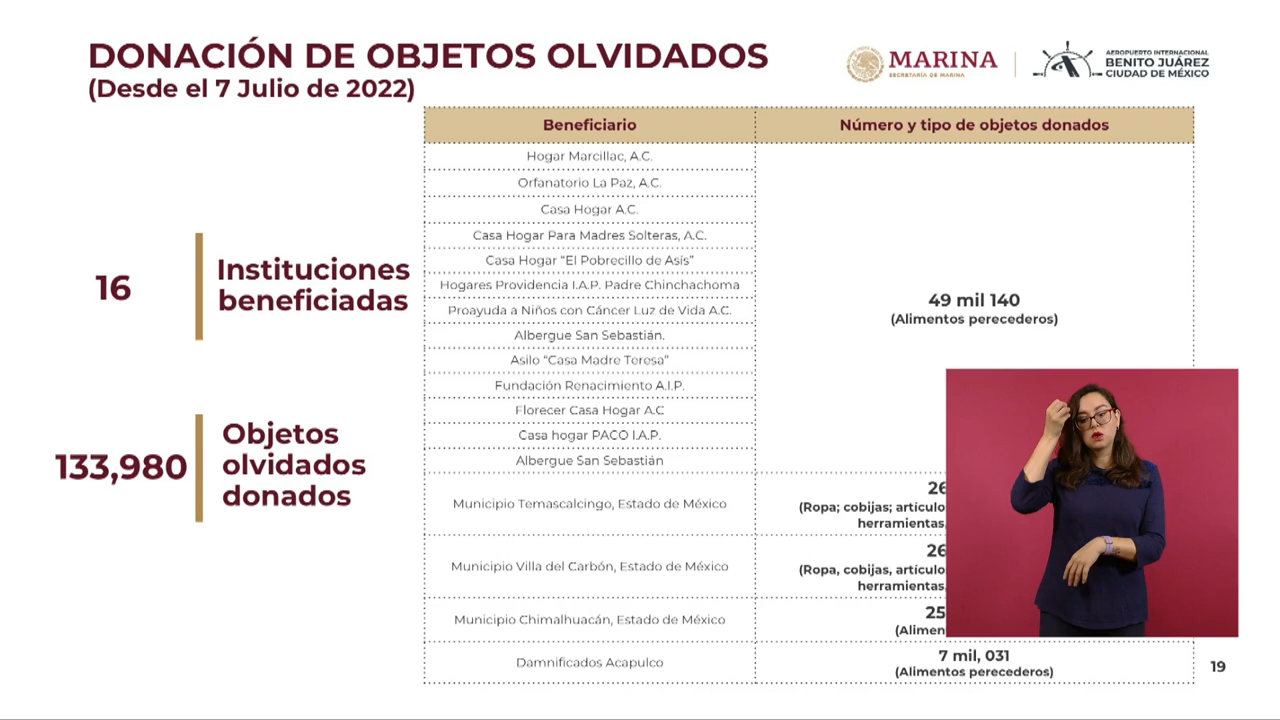 DONACIÓN DE OBJETOS OLVIDADOS
(Desde el 7 Julio de 2022)
MARINA
SECRETARÍA DE MARINA
AEROPUERTO INTERNACIONAL
BENITO JUÁREZ
CIUDAD DE MÉXICO
16
Instituciones
beneficiadas
133,980
Objetos
olvidados
donados
Beneficiario
Número y tipo de objetos donados
Hogar Marcillac, A.C.
Orfanatorio La Paz, A.C.
Casa Hogar A.C.
Casa Hogar Para Madres Solteras, A.C.
Casa Hogar “El Pobrecillo de Asís”
Hogares Providencia I.A.P. Padre Chinchachoma
Proayuda a Niños con Cáncer Luz de Vida A.C.
Albergue San Sebastián.
Asilo “Casa Madre Teresa”
Fundación Renacimiento A.I.P.
Florecer Casa Hogar A.C
Casa hogar PACO I.A.P.
Albergue San Sebastián
49 mil 140
(Alimentos perecederos)
Municipio Temascalcingo, Estado de México
26
(Ropa; cobijas; artículo
herramientas,
Municipio Villa del Carbón, Estado de México
26
(Ropa, cobijas, artículo
herramientas,
Municipio Chimalhuacán, Estado de México
25
(Alimen
Damnificados Acapulco
7 mil, 031
(Alimentos perecederos)
19